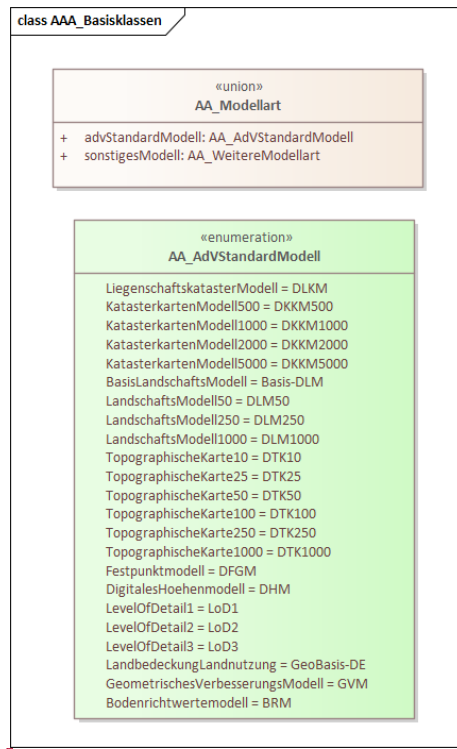 class AAA_Basisklassen
«union»
AA_Modellart
+ advStandardModell: AA_AdVStandardModell
+ sonstigesModell: AA_WeitereModellart
«enumeration»
AA_AdVStandardModell
LiegenschaftskatasterModell = DLKM
KatasterkartenModell500 = DKKM500
KatasterkartenModell1000 = DKKM1000
KatasterkartenModell2000 = DKKM2000
KatasterkartenModell5000 = DKKM5000
BasisLandschaftsModell = Basis-DLM
LandschaftsModell50 = DLM50
LandschaftsModell250 = DLM250
LandschaftsModell1000 = DLM1000
TopographischeKarte10 = DTK10
TopographischeKarte25 = DTK25
TopographischeKarte50 = DTK50
TopographischeKarte100 = DTK100
TopographischeKarte250 = DTK250
TopographischeKarte1000 = DTK1000
Festpunktmodell = DFGM
DigitalesHoehenmodell = DHM
LevelOfDetail1 = LoD1
LevelOfDetail2 = LoD2
LevelOfDetail3 = LoD3
LandbedeckungLandnutzung = GeoBasis-DE
GeometrischesVerbesserungsModell = GVM
Bodenrichtwertemodell = BRM